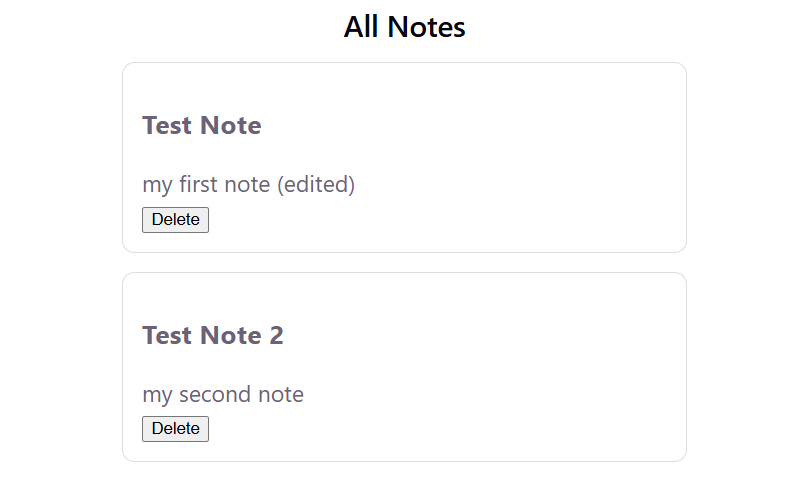 All Notes
Test Note
my first note (edited)
Delete
Test Note 2
my second note
Delete